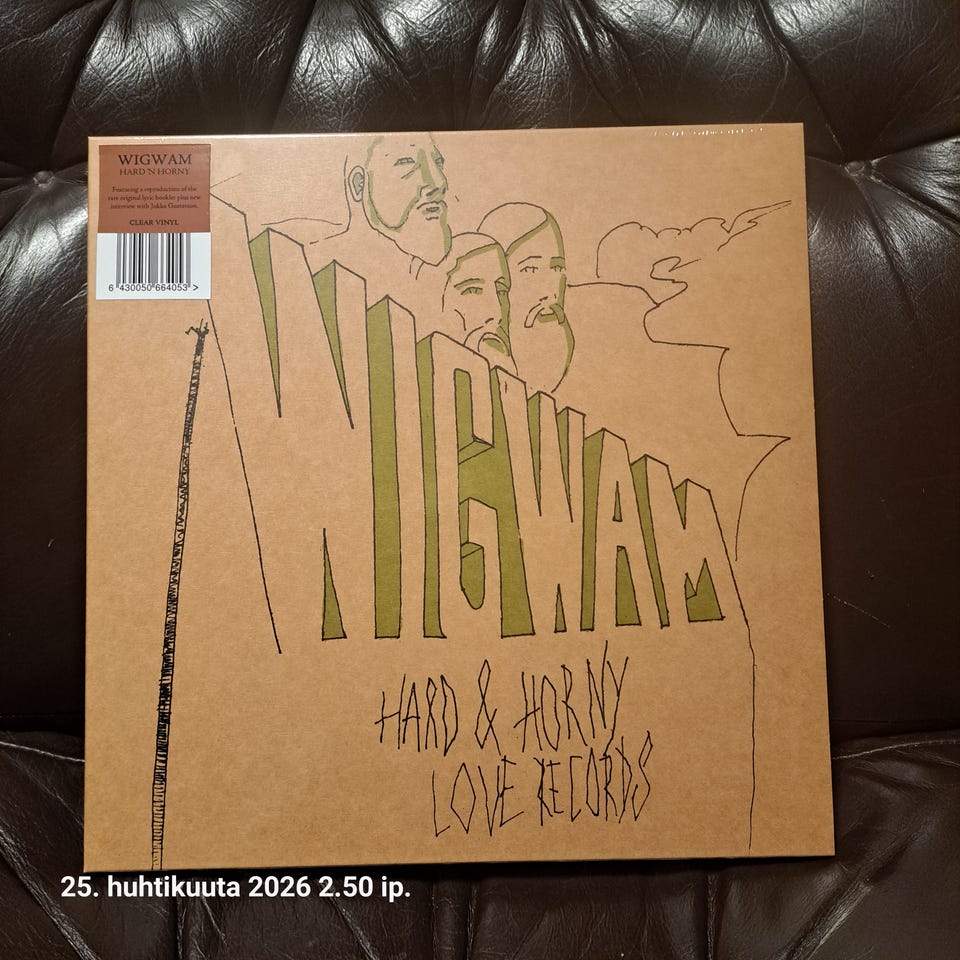 WIGWAM
HARD 'N HORNY
Featuring a reproduction of the
rare original lyric booklet plus new
interview with Jukka Gustavson.
CLEAR VINYL
6 430050 664053 >
WIGWAM
HARD & HORNY
LOVE RECORDS
25. huhtikuuta 2026 2.50 ip.